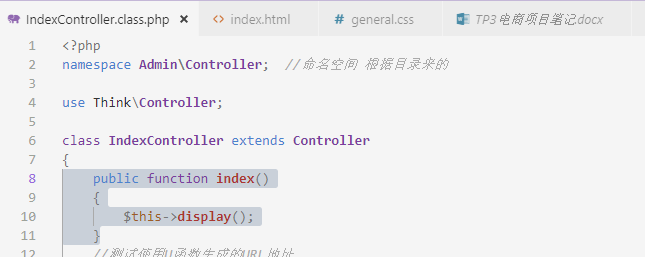 IndexController.class.php × index.html # general.css TP3电商项目笔记.docx
1 <?php
2 namespace Admin\Controller; //命名空间 根据目录来的
3
4 use Think\Controller;
5
6 class IndexController extends Controller
7 {
8 public function index()
9 {
10 $this->display();
11 }
12 //测试使用U函数生成的URL地址